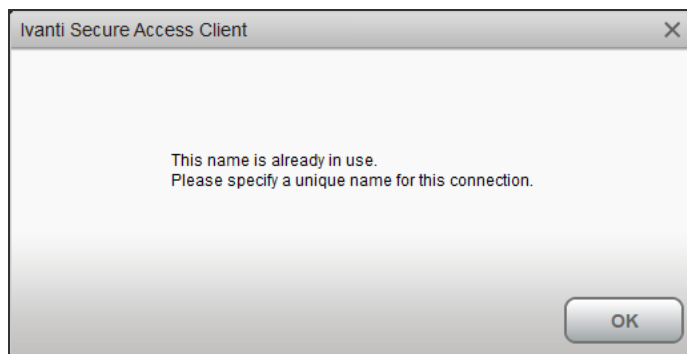 Ivanti Secure Access Client
This name is already in use.
Please specify a unique name for this connection.
OK